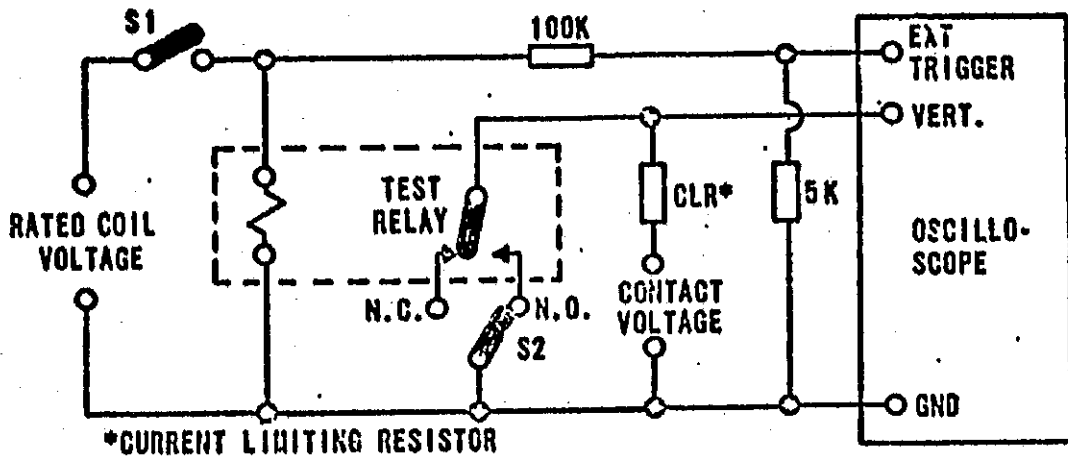 S1
100K
EXT
TRIGGER
VERT.
TEST
RELAY
CLR*
5K
RATED COIL
VOLTAGE
OSCILLO-
SCOPE
N.C.
N.O.
CONTACT
VOLTAGE
S2
GND
*CURRENT LIMITING RESISTOR